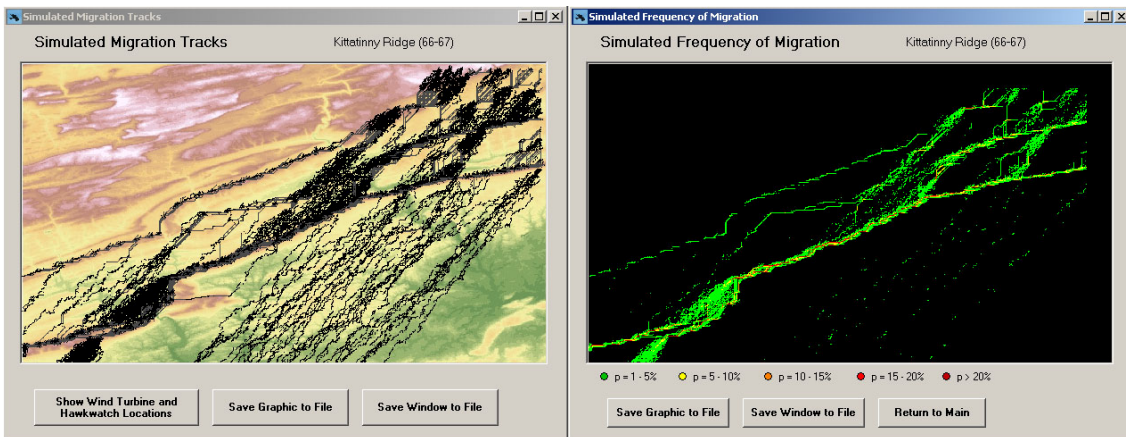 Simulated Migration Tracks
Simulated Migration Tracks
Kittatinny Ridge (66-67)
Show Wind Turbine and
Hawkwatch Locations
Save Graphic to File
Save Window to File
Simulated Frequency of Migration
Simulated Frequency of Migration
Kittatinny Ridge (66-67)
p = 1 - 5%
p = 5 - 10%
p = 10 - 15%
p = 15 - 20%
p > 20%
Save Graphic to File
Save Window to File
Return to Main